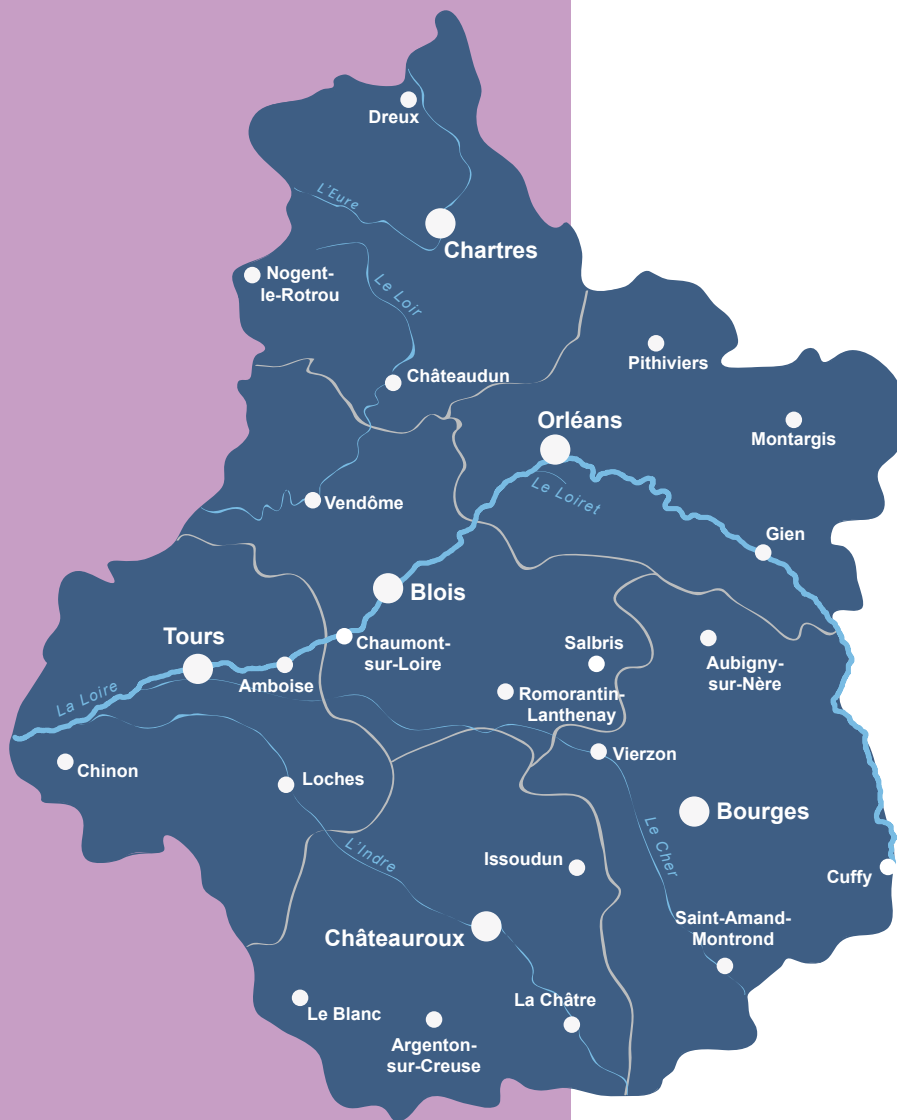 Dreux
L'Eure
Chartres
Nogent-
le-Rotrou
Le Loir
Pithiviers
Châteaudun
Orléans
Montargis
Le Loiret
Vendôme
Gien
Blois
Tours
Chaumont-
sur-Loire
Salbris
Aubigny-
sur-Nère
Amboise
La Loire
Romorantin-
Lanthenay
Vierzon
Chinon
Loches
Bourges
Le Cher
L'Indre
Issoudun
Cuffy
Saint-Amand-
Montrond
Châteauroux
La Châtre
Le Blanc
Argenton-
sur-Creuse